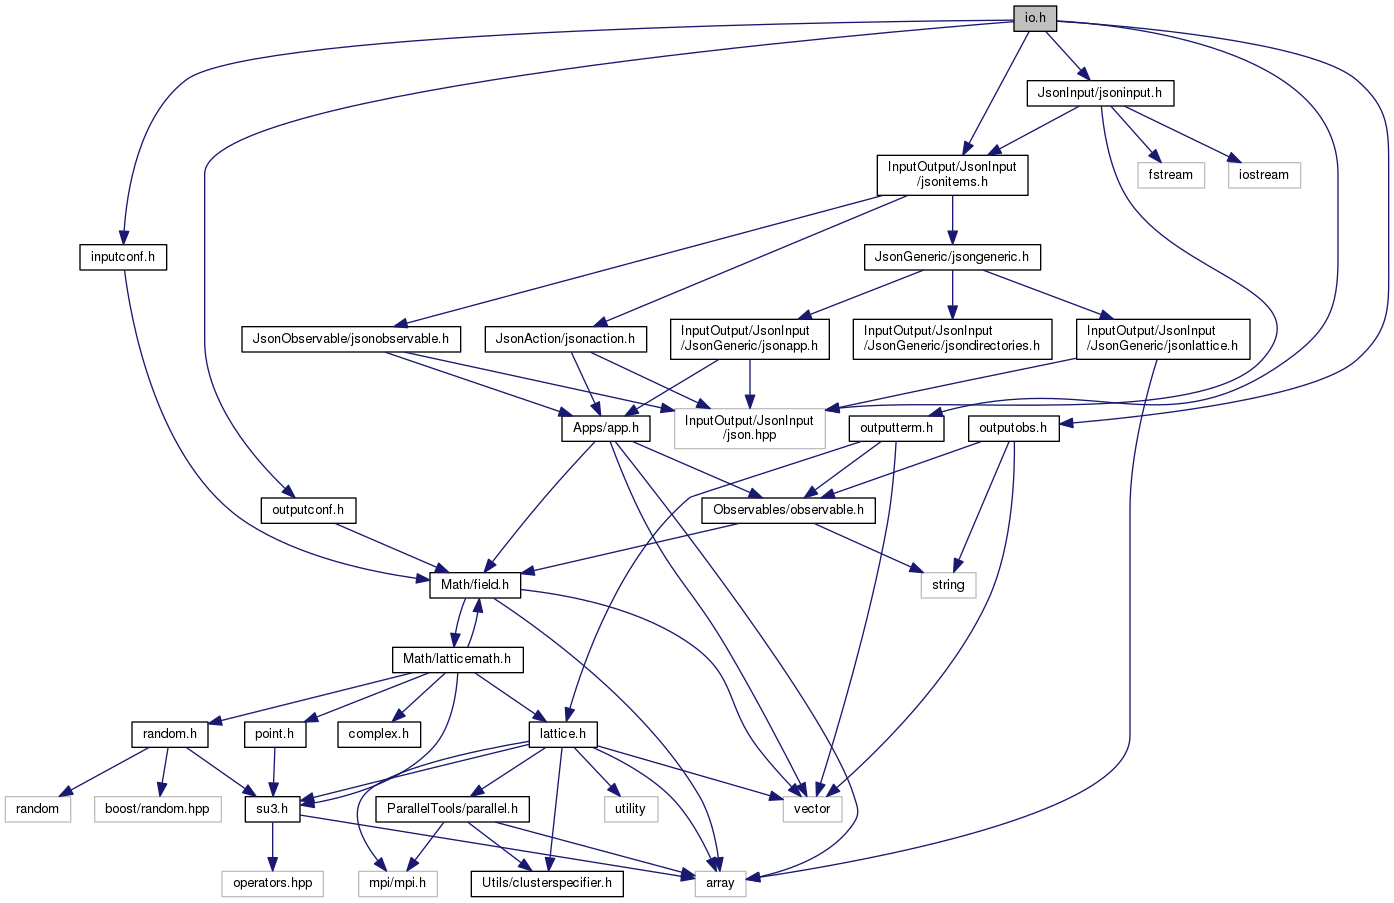 io.h
JsonInput/jsoninput.h
InputOutput/JsonInput
/jsonitems.h
fstream
iostream
inputconf.h
JsonGeneric/jsongeneric.h
JsonObservable/jsonobservable.h
JsonAction/jsonaction.h
InputOutput/JsonInput
/JsonGeneric/jsonapp.h
InputOutput/JsonInput
/JsonGeneric/jsondirectories.h
InputOutput/JsonInput
/JsonGeneric/jsonlattice.h
Apps/app.h
InputOutput/JsonInput
/json.hpp
outputterm.h
outputobs.h
outputconf.h
Observables/observable.h
Math/field.h
string
Math/latticemath.h
random.h
point.h
complex.h
lattice.h
random
boost/random.hpp
su3.h
ParallelTools/parallel.h
utility
vector
operators.hpp
mpi/mpi.h
Utils/clusterspecifier.h
array